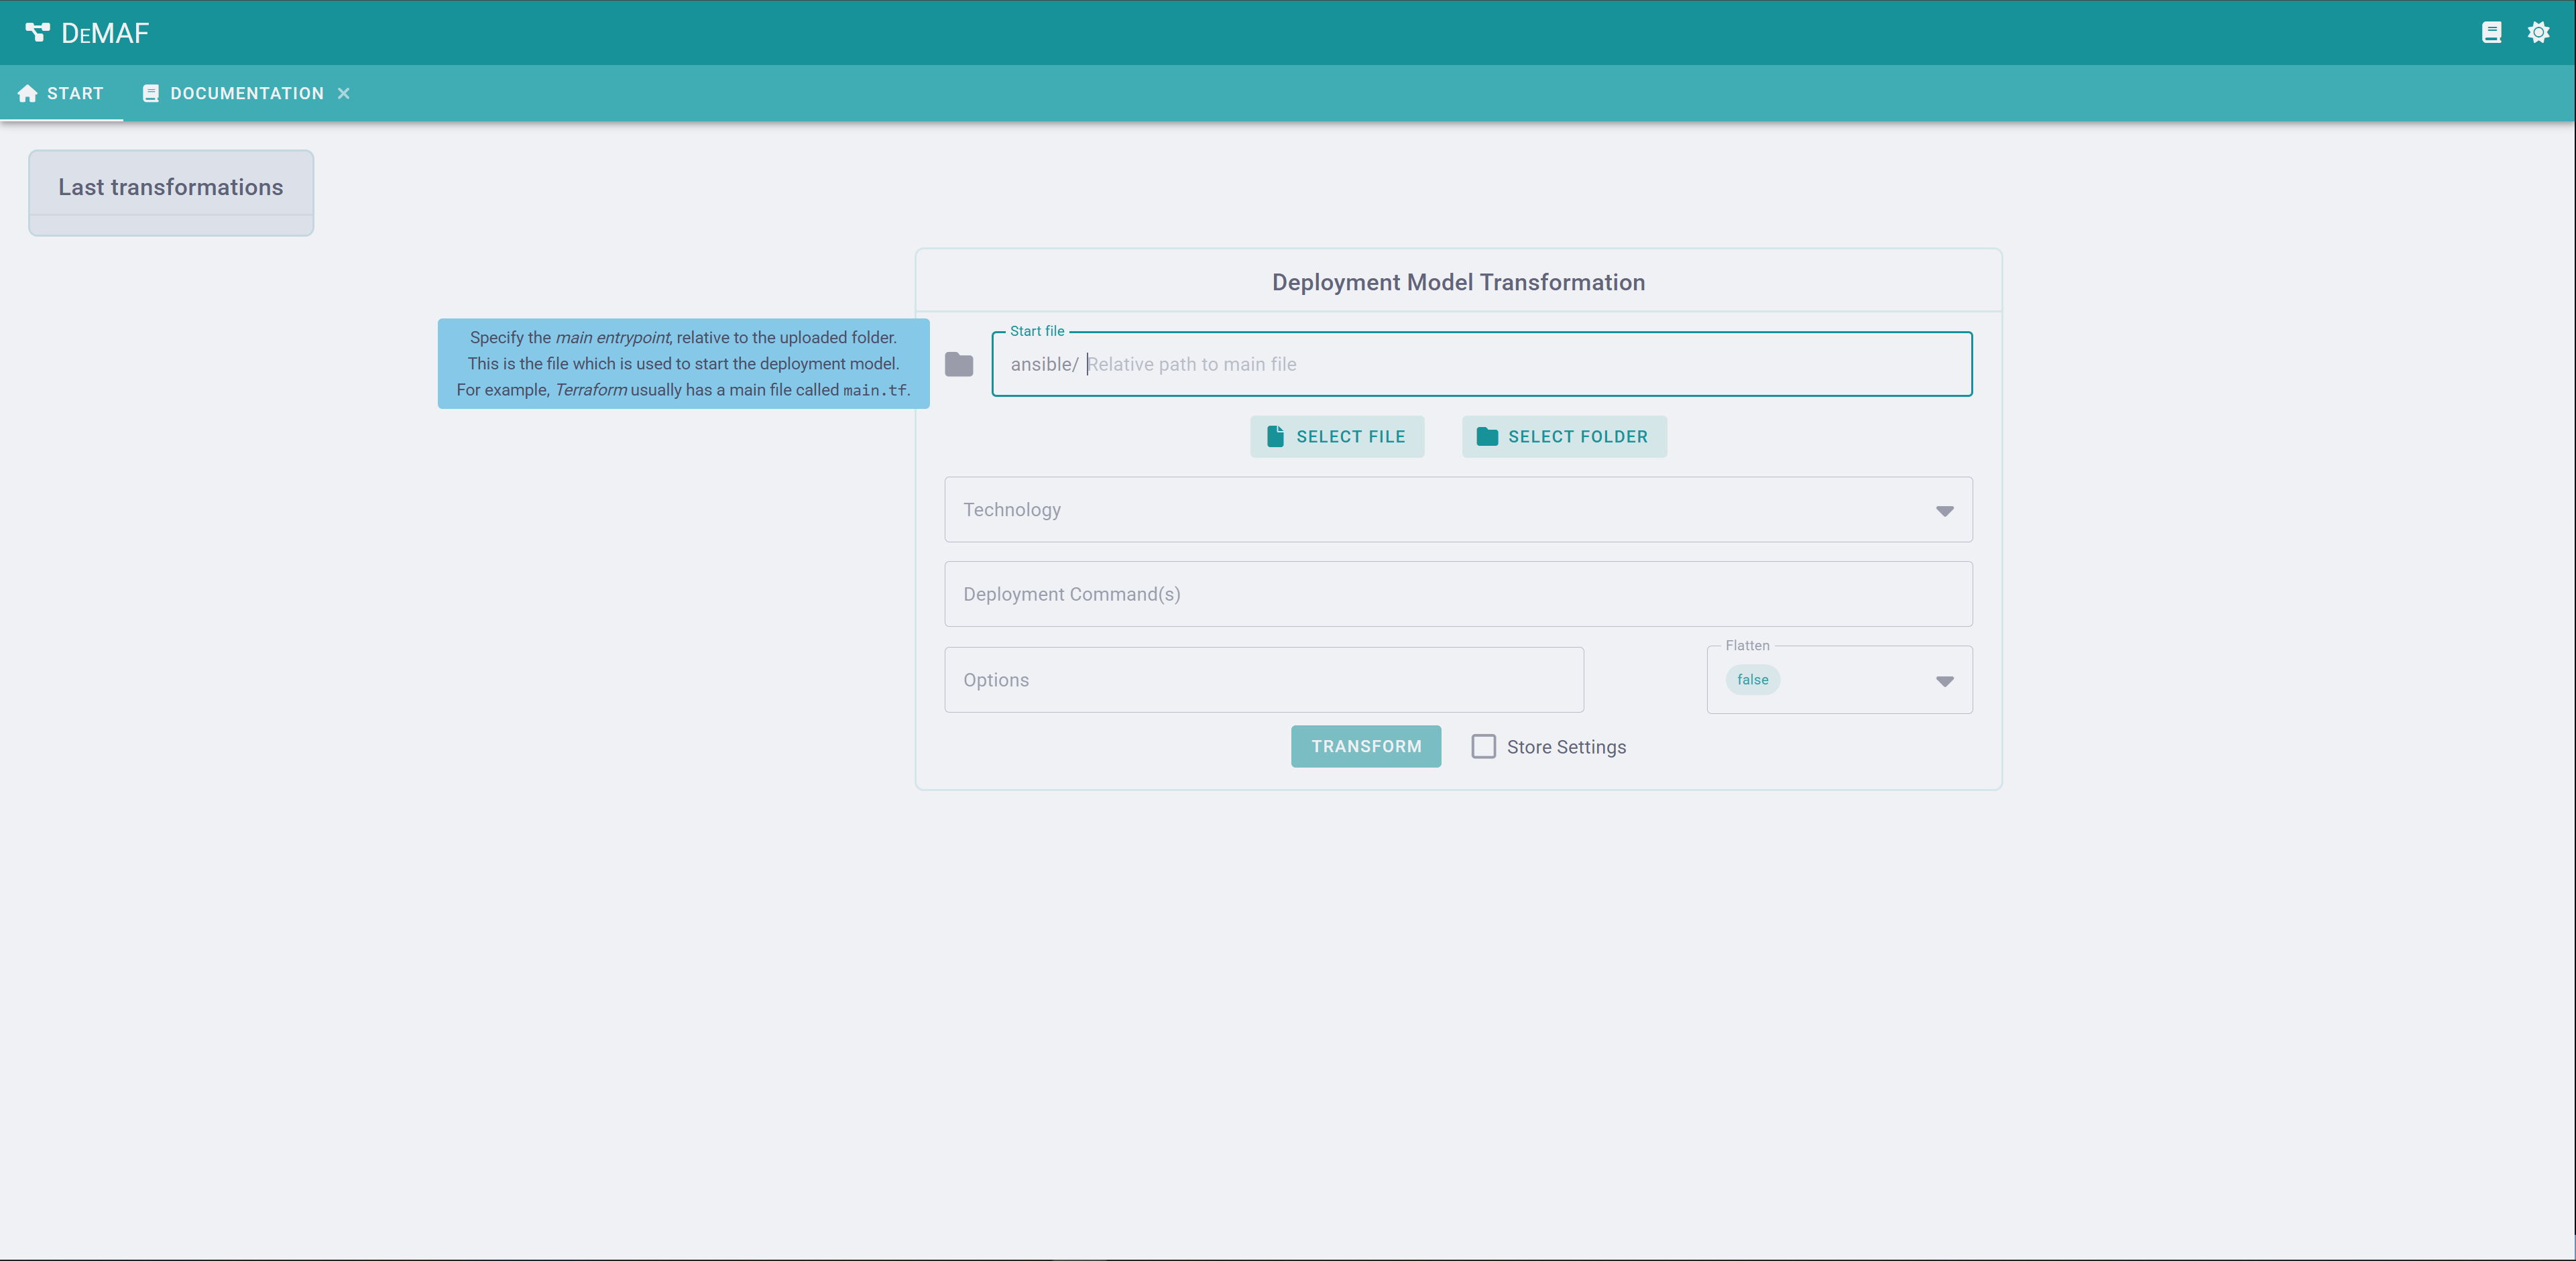 DEMAF
START
DOCUMENTATION
Last transformations
Deployment Model Transformation
Specify the main entrypoint, relative to the uploaded folder.
This is the file which is used to start the deployment model.
For example, Terraform usually has a main file called main.tf.
Start file
ansible/ Relative path to main file
SELECT FILE
SELECT FOLDER
Technology
Deployment Command(s)
Options
Flatten
false
TRANSFORM
Store Settings